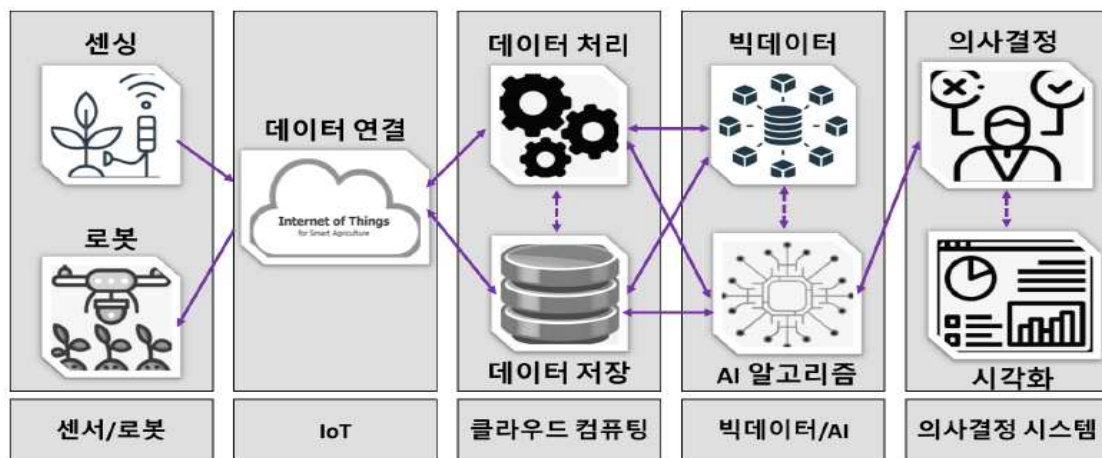 센싱
로봇
센서/로봇
데이터 연결
Internet of Things
for Smart Agriculture
IoT
데이터 처리
데이터 저장
클라우드 컴퓨팅
빅데이터
AI 알고리즘
빅데이터/AI
의사결정
시각화
의사결정 시스템